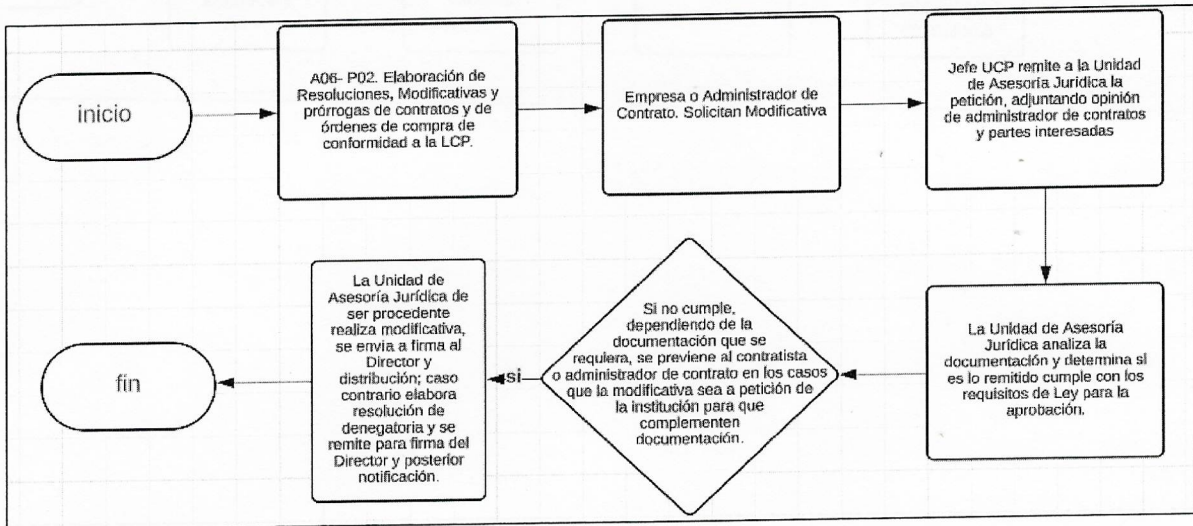 inicio
A06- P02. Elaboración de
Resoluciones, Modificativas y
prórrogas de contratos y de
órdenes de compra de
conformidad a la LCP.
Empresa o Administrador de
Contrato. Solicitan Modificativa
Jefe UCP remite a la Unidad
de Asesoría Jurídica la
petición, adjuntando opinión
de administrador de contratos
y partes interesadas
La Unidad de Asesoría
Jurídica analiza la
documentación y determina si
es lo remitido cumple con los
requisitos de Ley para la
aprobación.
Si no cumple,
dependiendo de la
documentación que se
requiera, se previene al contratista
o administrador de contrato en los casos
que la modificativa sea a petición de
la institución para que
complementen
documentación.
si
La Unidad de
Asesoría Jurídica de
ser procedente
realiza modificativa,
se envia a firma al
Director y
distribución; caso
contrario elabora
resolución de
denegatoria y se
remite para firma del
Director y posterior
notificación.
fin